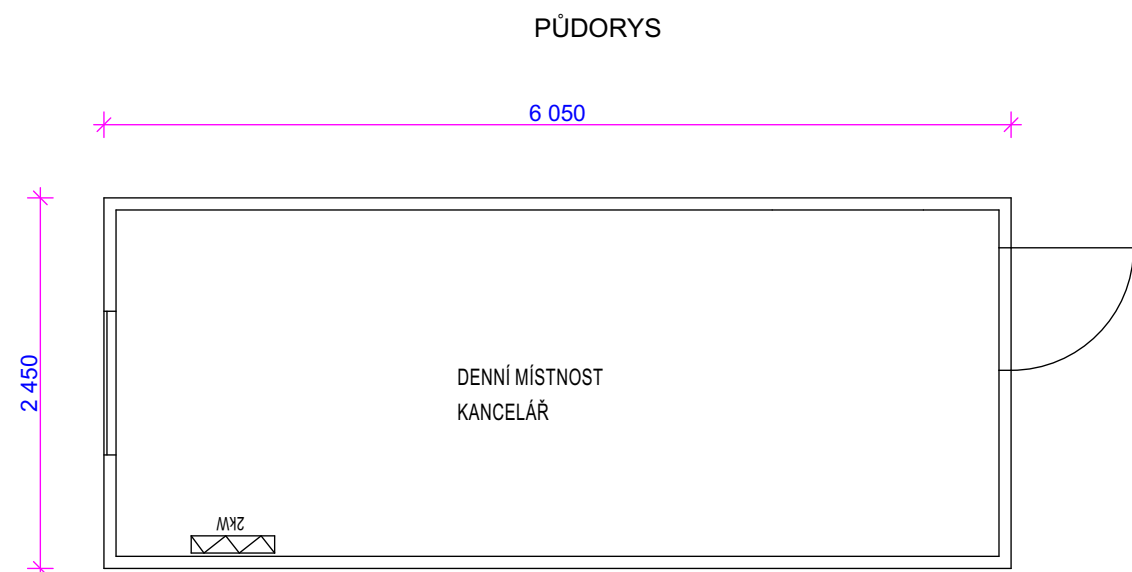 PŮDORYS
6 050
2 450
DENNÍ MÍSTNOST
KANCELÁŘ
2kW